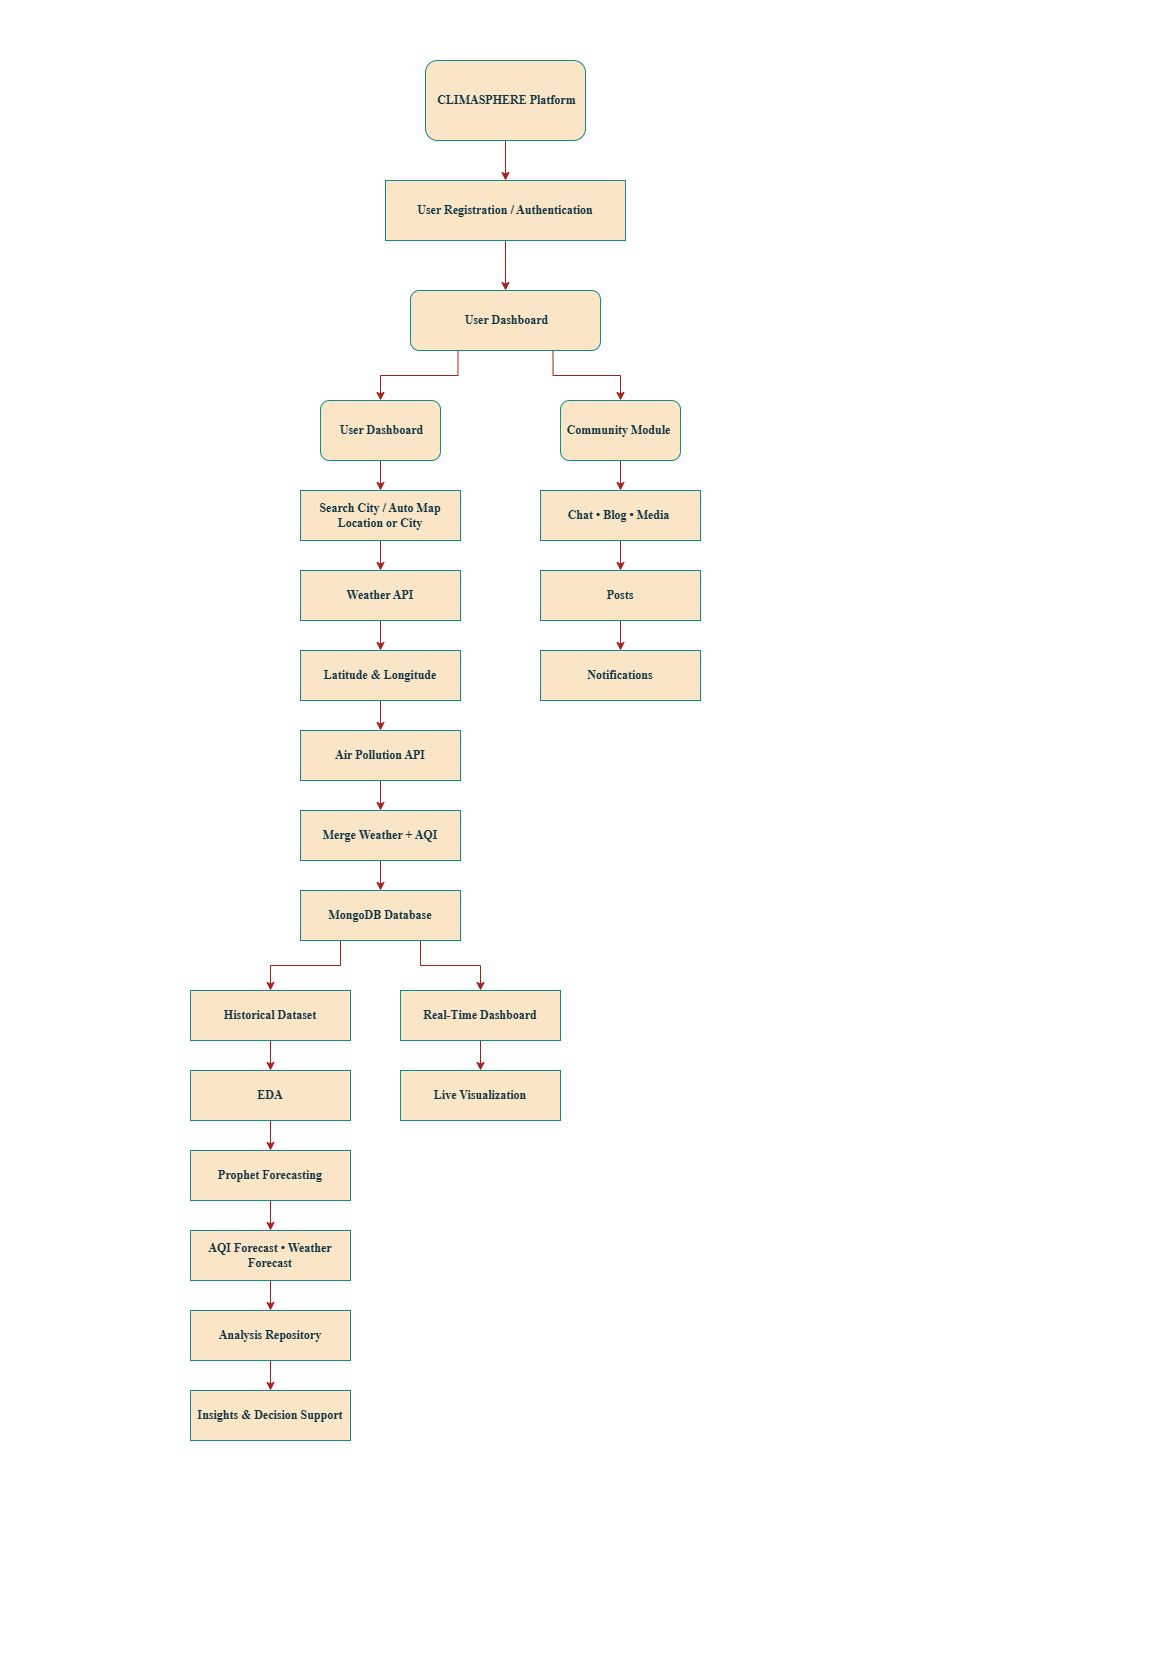 CLIMASPHERE Platform
User Registration / Authentication
User Dashboard
User Dashboard
Community Module
Search City / Auto Map
Location or City
Chat • Blog • Media
Weather API
Posts
Latitude & Longitude
Notifications
Air Pollution API
Merge Weather + AQI
MongoDB Database
Historical Dataset
Real-Time Dashboard
EDA
Live Visualization
Prophet Forecasting
AQI Forecast • Weather
Forecast
Analysis Repository
Insights & Decision Support